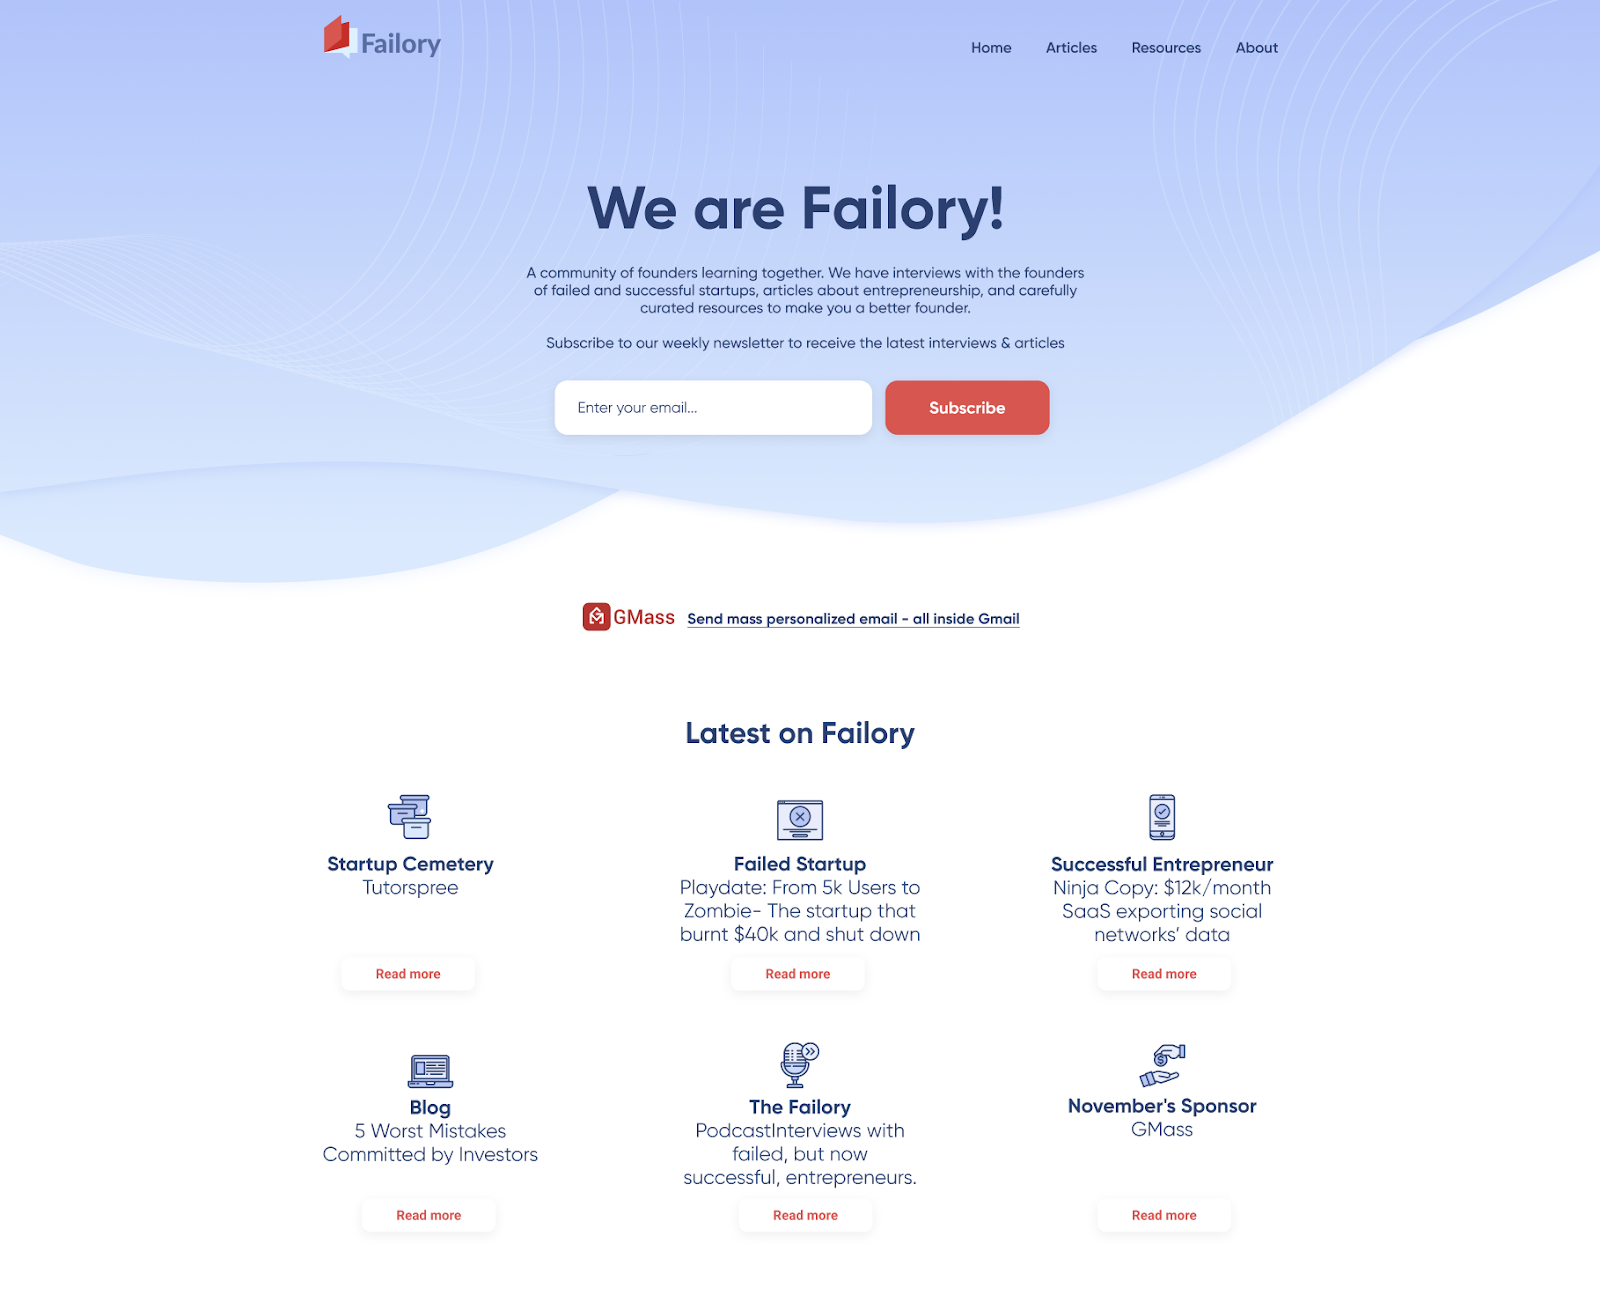 Failory
Home
Articles
Resources
About
We are Failory!
A community of founders learning together. We have interviews with the founders
of failed and successful startups, articles about entrepreneurship, and carefully
curated resources to make you a better founder.
Subscribe to our weekly newsletter to receive the latest interviews & articles
Enter your email...
Subscribe
GMass
Send mass personalized email - all inside Gmail
Latest on Failory
Startup Cemetery
Tutorspree
Read more
Failed Startup
Playdate: From 5k Users to
Zombie- The startup that
burnt $40k and shut down
Read more
Successful Entrepreneur
Ninja Copy: $12k/month
SaaS exporting social
networks’ data
Read more
Blog
5 Worst Mistakes
Committed by Investors
Read more
The Failory
PodcastInterviews with
failed, but now
successful, entrepreneurs.
Read more
November's Sponsor
GMass
Read more